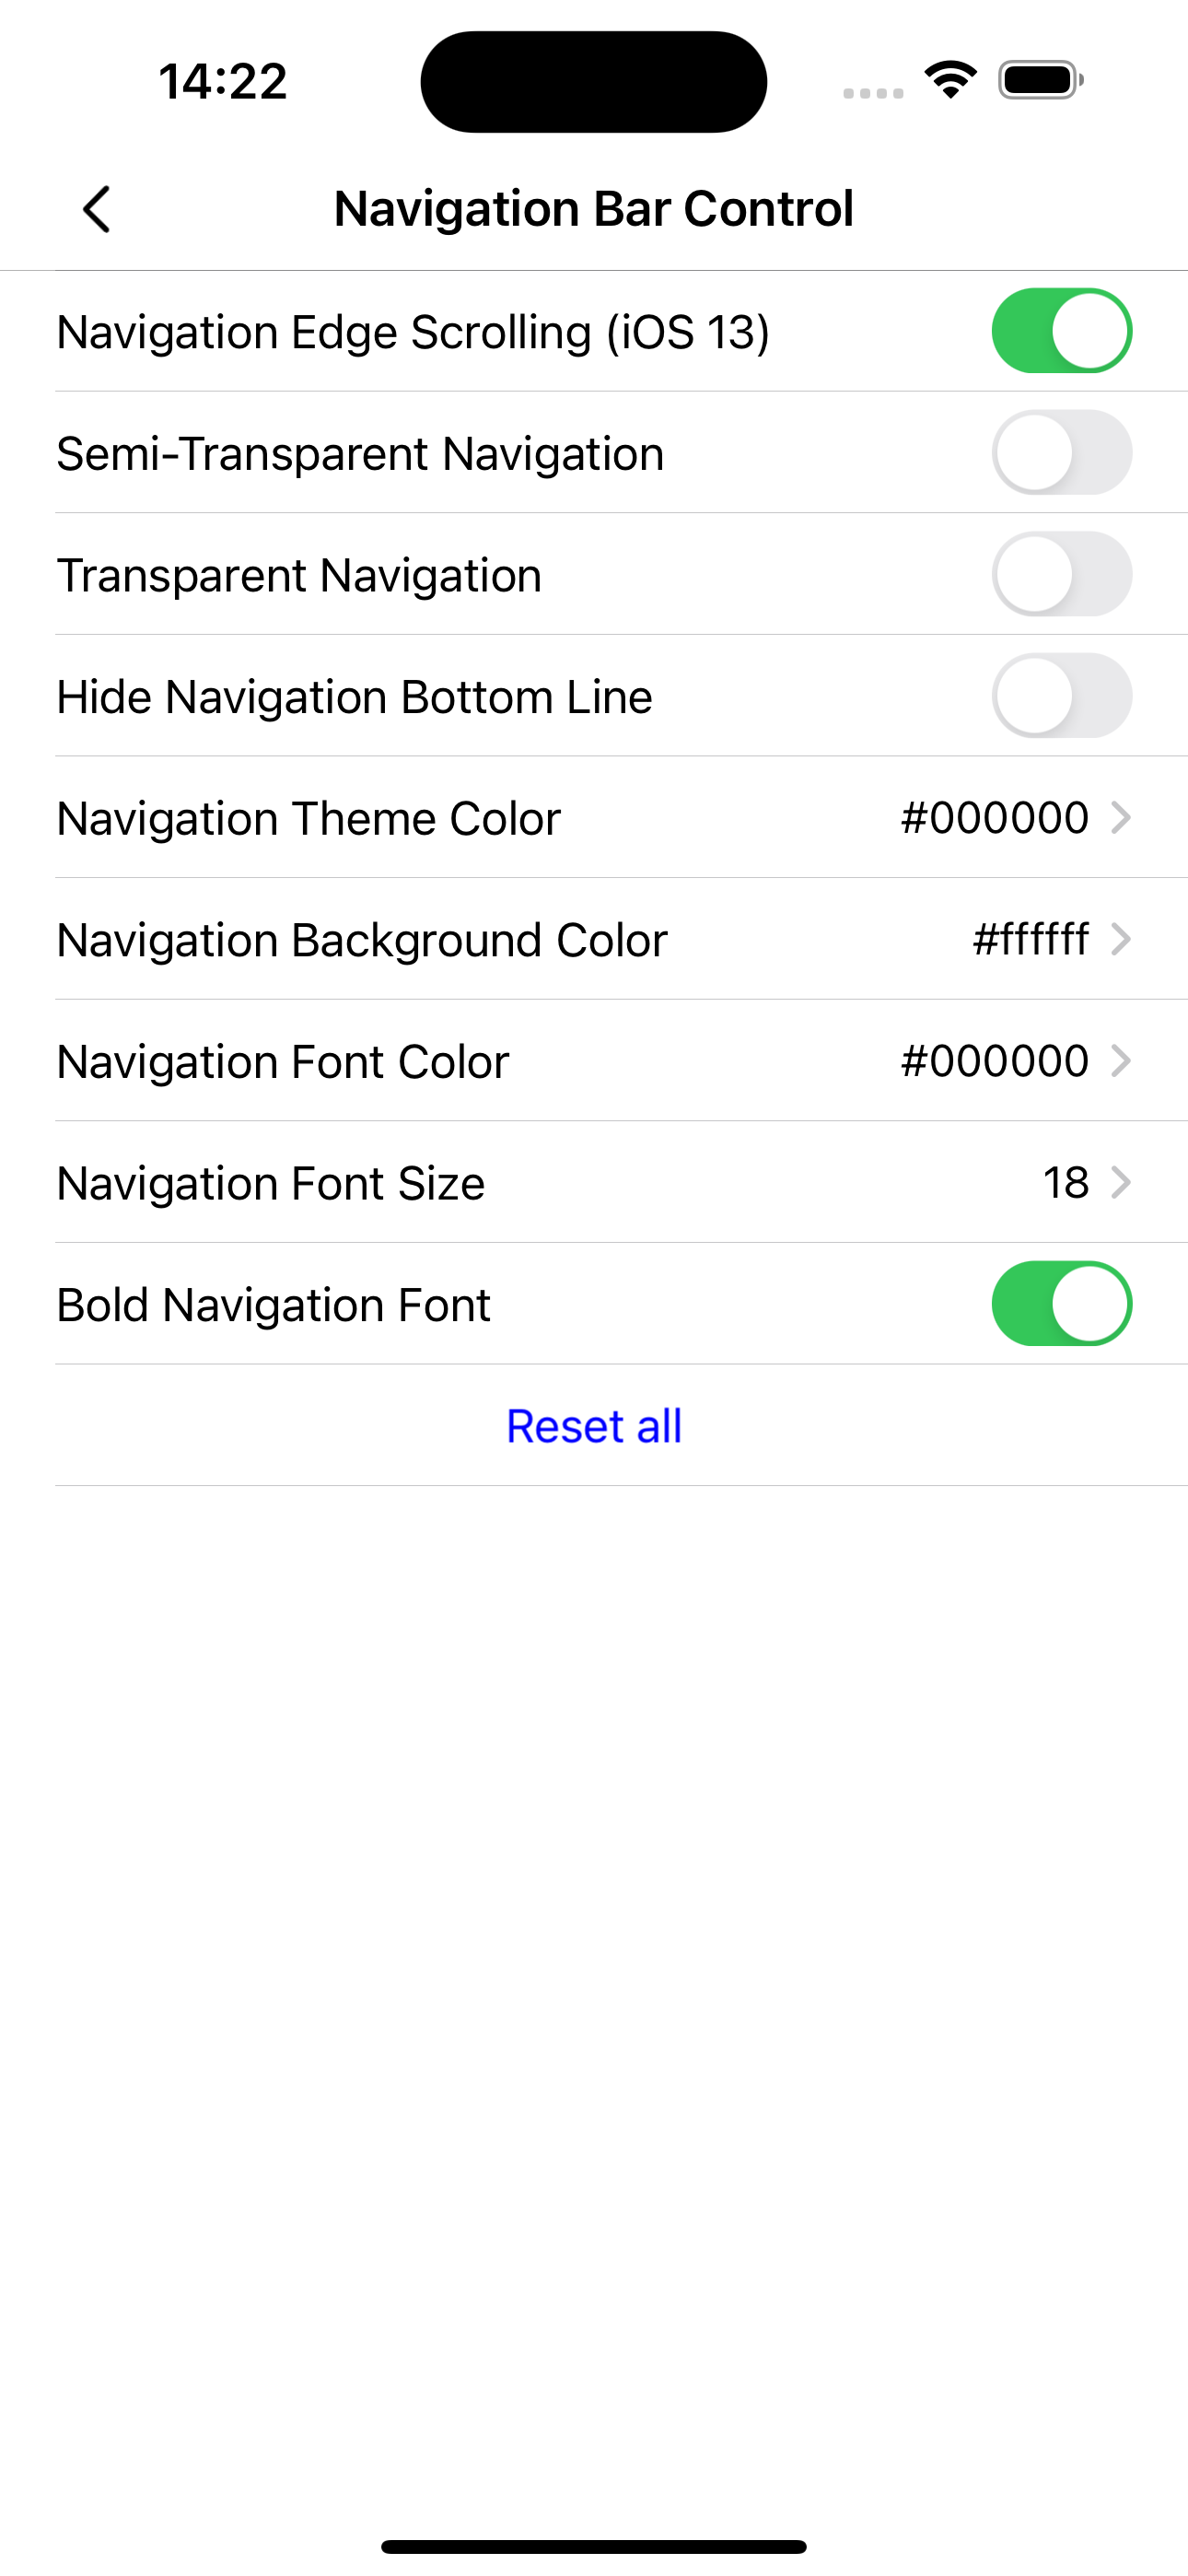 14:22
Navigation Bar Control
Navigation Edge Scrolling (iOS 13)
Semi-Transparent Navigation
Transparent Navigation
Hide Navigation Bottom Line
Navigation Theme Color #000000
Navigation Background Color #ffffff
Navigation Font Color #000000
Navigation Font Size 18
Bold Navigation Font
Reset all